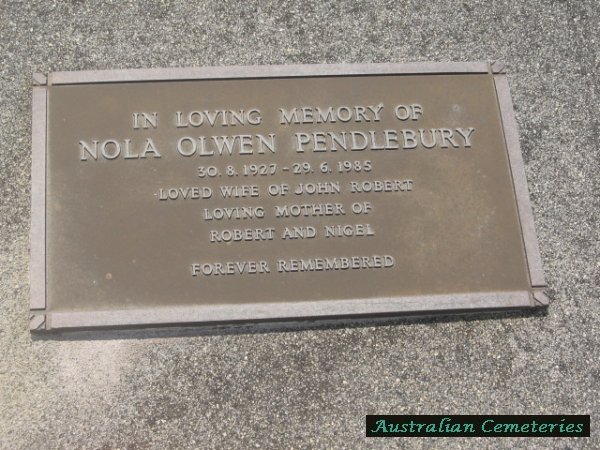 IN LOVING MEMORY OF
NOLA OLWEN PENDLEBURY
30. 8. 1927 - 29. 6. 1985
LOVED WIFE OF JOHN ROBERT
LOVING MOTHER OF
ROBERT AND NIGEL
FOREVER REMEMBERED
Australian Cemeteries